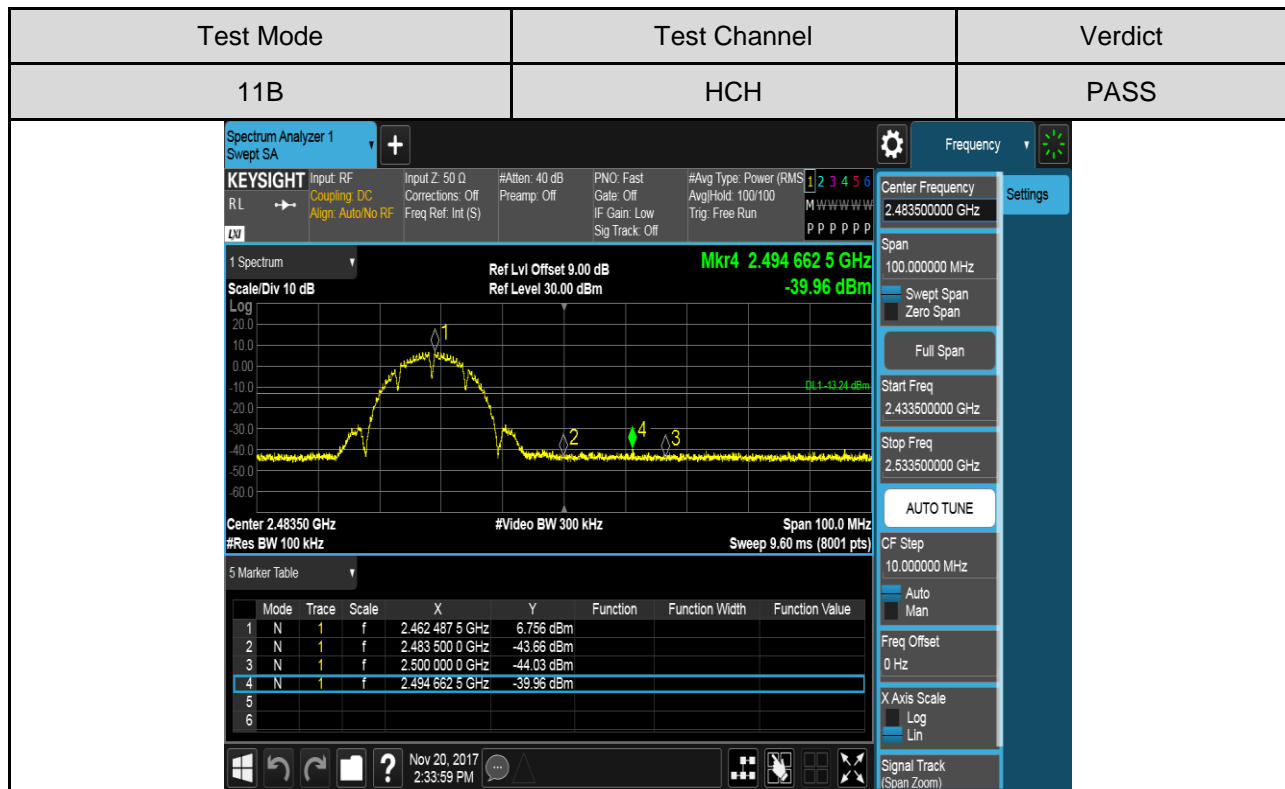 Test Mode Test Channel Verdict
11B HCH PASS
Spectrum Analyzer 1
Swept SA
+
Frequency
KEYSIGHT
RL
LXI
Input: RF
Coupling: DC
Align: Auto/No RF
Input Z: 50 Ω
Corrections: Off
Freq Ref: Int (S)
#Atten: 40 dB
Preamp: Off
PNO: Fast
Gate: Off
IF Gain: Low
Sig Track: Off
#Avg Type: Power (RMS
Avg|Hold: 100/100
Trig: Free Run
1 2 3 4 5 6
M W W W W W
P P P P P P
1 Spectrum
Scale/Div 10 dB
Ref Lvl Offset 9.00 dB
Ref Level 30.00 dBm
Mkr4 2.494 662 5 GHz
-39.96 dBm
Log
20.0
10.0
0.00
-10.0
-20.0
-30.0
-40.0
-50.0
-60.0
1
2
4
3
DL1 -13.24 dBm
Center 2.48350 GHz
#Video BW 300 kHz
Span 100.0 MHz
#Res BW 100 kHz
Sweep 9.60 ms (8001 pts)
5 Marker Table
Mode Trace Scale X Y Function Function Width Function Value
1 N 1 f 2.462 487 5 GHz 6.756 dBm
2 N 1 f 2.483 500 0 GHz -43.66 dBm
3 N 1 f 2.500 000 0 GHz -44.03 dBm
4 N 1 f 2.494 662 5 GHz -39.96 dBm
5
6
?
Nov 20, 2017
2:33:59 PM
Center Frequency
2.483500000 GHz
Settings
Span
100.000000 MHz
Swept Span
Zero Span
Full Span
Start Freq
2.433500000 GHz
Stop Freq
2.533500000 GHz
AUTO TUNE
CF Step
10.000000 MHz
Auto
Man
Freq Offset
0 Hz
X Axis Scale
Log
Lin
Signal Track
(Span Zoom)